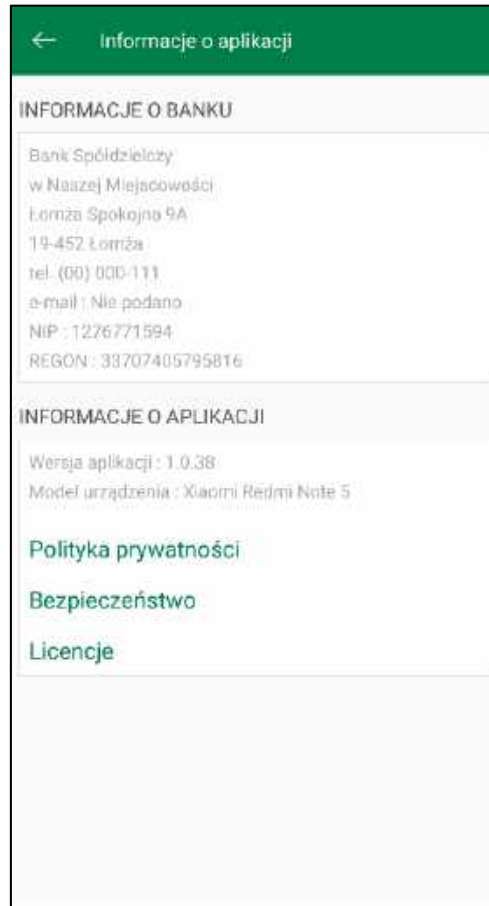 Informacje o aplikacji
INFORMACJE O BANKU
Bank Spółdzielczy
w Naszej Miejscowości
Łomża Spokojna 9A
19-452 Łomża
tel. (00) 000-111
e-mail : Nie podano
NIP : 1276771594
REGON : 33707405795816
INFORMACJE O APLIKACJI
Wersja aplikacji : 1.0.38
Model urządzenia : Xiaomi Redmi Note 5
Polityka prywatności
Bezpieczeństwo
Licencje